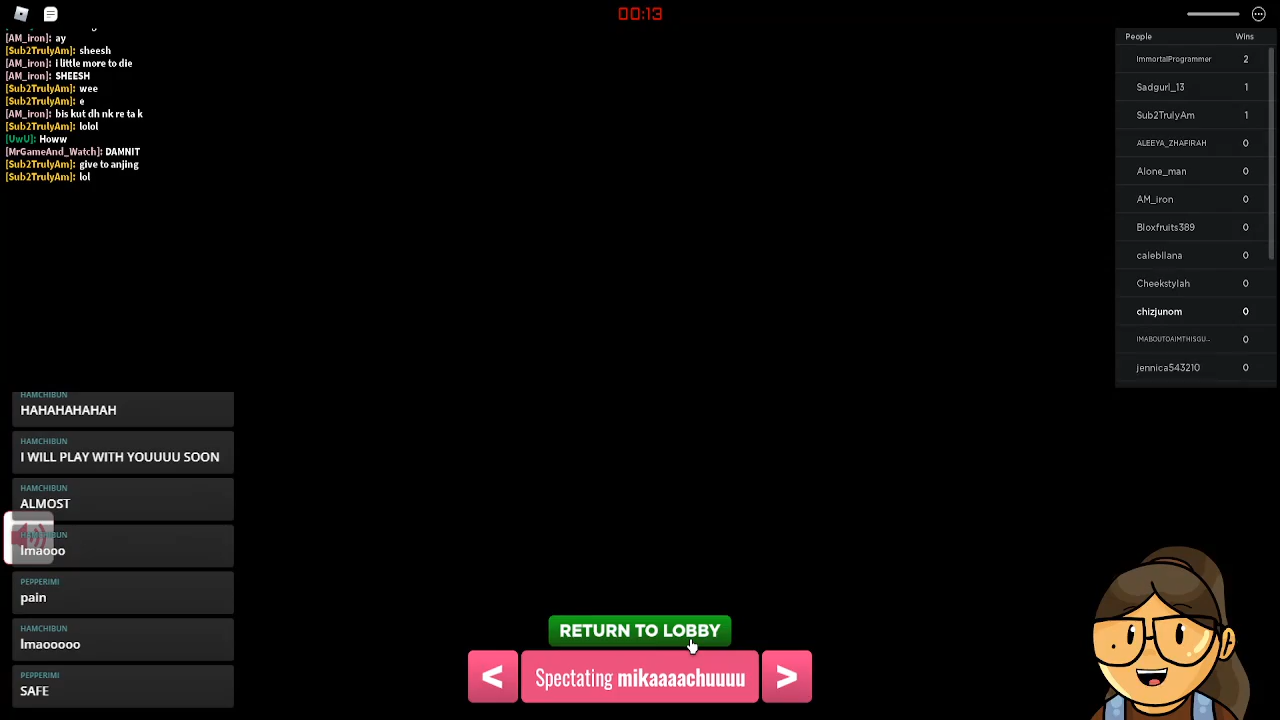 00:13
[AM_iron]: ay
[Sub2TrulyAm]: sheesh
[AM_iron]: i little more to die
[AM_iron]: SHEESH
[Sub2TrulyAm]: wee
[Sub2TrulyAm]: e
[AM_iron]: bis kut dh nk re ta k
[Sub2TrulyAm]: lolol
[UwU]: Howw
[MrGameAnd_Watch]: DAMNIT
[Sub2TrulyAm]: give to anjing
[Sub2TrulyAm]: lol
People Wins
ImmortalProgrammer 2
Sadgurl_13 1
Sub2TrulyAm 1
ALEEYA_ZHAFIRAH 0
Alone_man 0
AM_iron 0
Bloxfruits389 0
calebllana 0
Cheekstylah 0
chizjunom 0
IMABOUTOAIMTHISGU... 0
jennica543210 0
HAMCHIBUN
HAHAHAHAHAH
HAMCHIBUN
I WILL PLAY WITH YOUUUU SOON
HAMCHIBUN
ALMOST
HAMCHIBUN
lmaooo
PEPPERIMI
pain
HAMCHIBUN
lmaooooo
PEPPERIMI
SAFE
RETURN TO LOBBY
< Spectating mikaaaachuuuu >